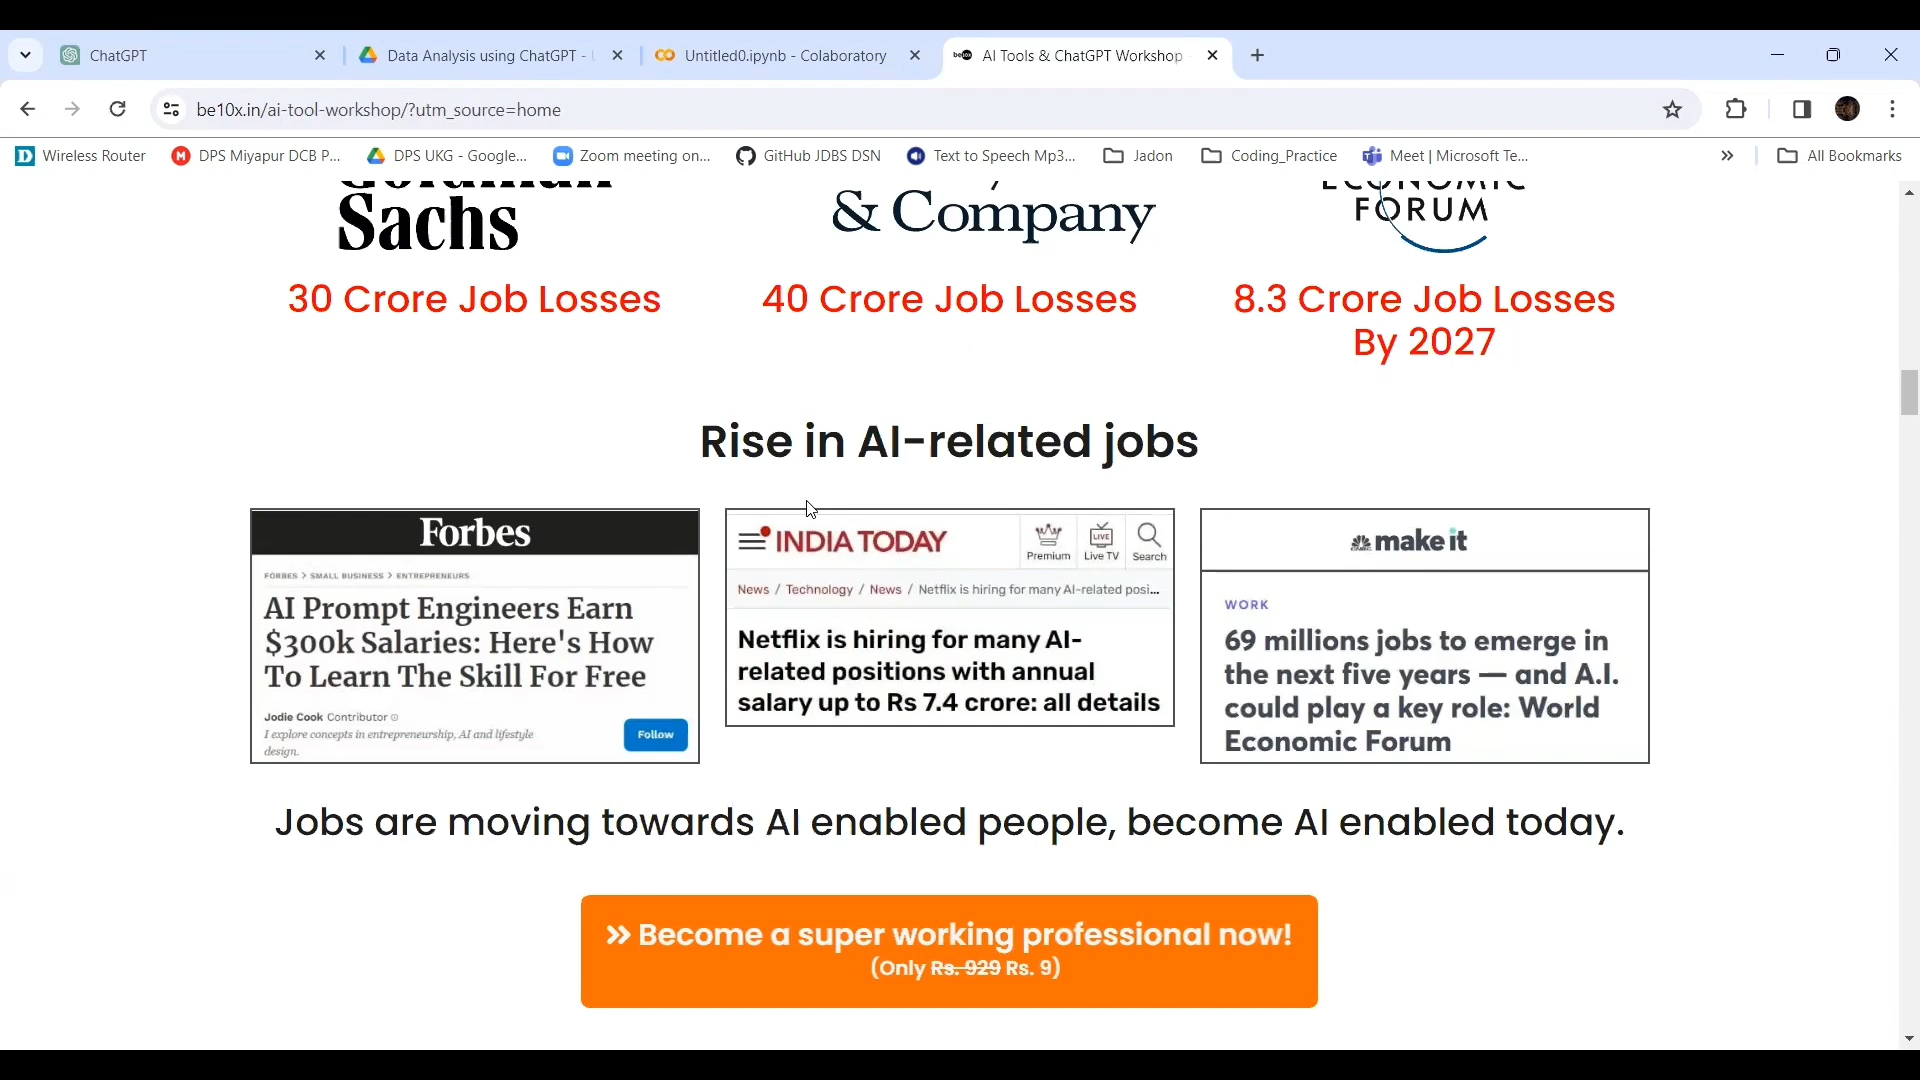 ChatGPT
Data Analysis using ChatGPT -
Untitled0.ipynb - Colaboratory
AI Tools & ChatGPT Workshop
be10x.in/ai-tool-workshop/?utm_source=home
Wireless Router
DPS Miyapur DCB P...
DPS UKG - Google...
Zoom meeting on...
GitHub JDBS DSN
Text to Speech Mp3...
Jadon
Coding_Practice
Meet | Microsoft Te...
All Bookmarks
Goldman
Sachs
& Company
ECONOMIC
FORUM
30 Crore Job Losses
40 Crore Job Losses
8.3 Crore Job Losses
By 2027
Rise in AI-related jobs
Forbes
FORBES > SMALL BUSINESS > ENTREPRENEURS
AI Prompt Engineers Earn
$300k Salaries: Here's How
To Learn The Skill For Free
Jodie Cook Contributor
I explore concepts in entrepreneurship, AI and lifestyle
design.
Follow
INDIA TODAY
Premium
LIVE
Live TV
Search
News / Technology / News / Netflix is hiring for many AI-related posi...
Netflix is hiring for many AI-
related positions with annual
salary up to Rs 7.4 crore: all details
make it
WORK
69 millions jobs to emerge in
the next five years — and A.I.
could play a key role: World
Economic Forum
Jobs are moving towards AI enabled people, become AI enabled today.
» Become a super working professional now!
(Only Rs. 929 Rs. 9)